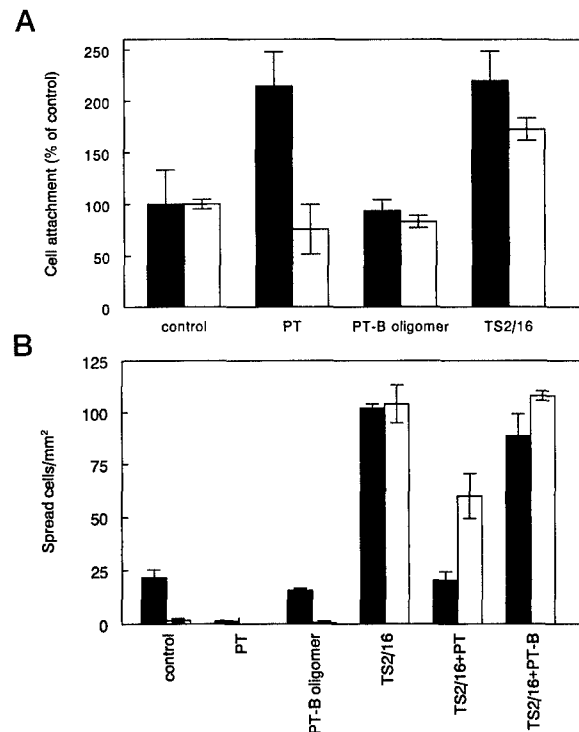 A
Cell attachment (% of control)
250
200
150
100
50
0
control
PT
PT-B oligomer
TS2/16
B
Spread cells/mm²
125
100
75
50
25
0
control
PT
PT-B oligomer
TS2/16
TS2/16+PT
TS2/16+PT-B